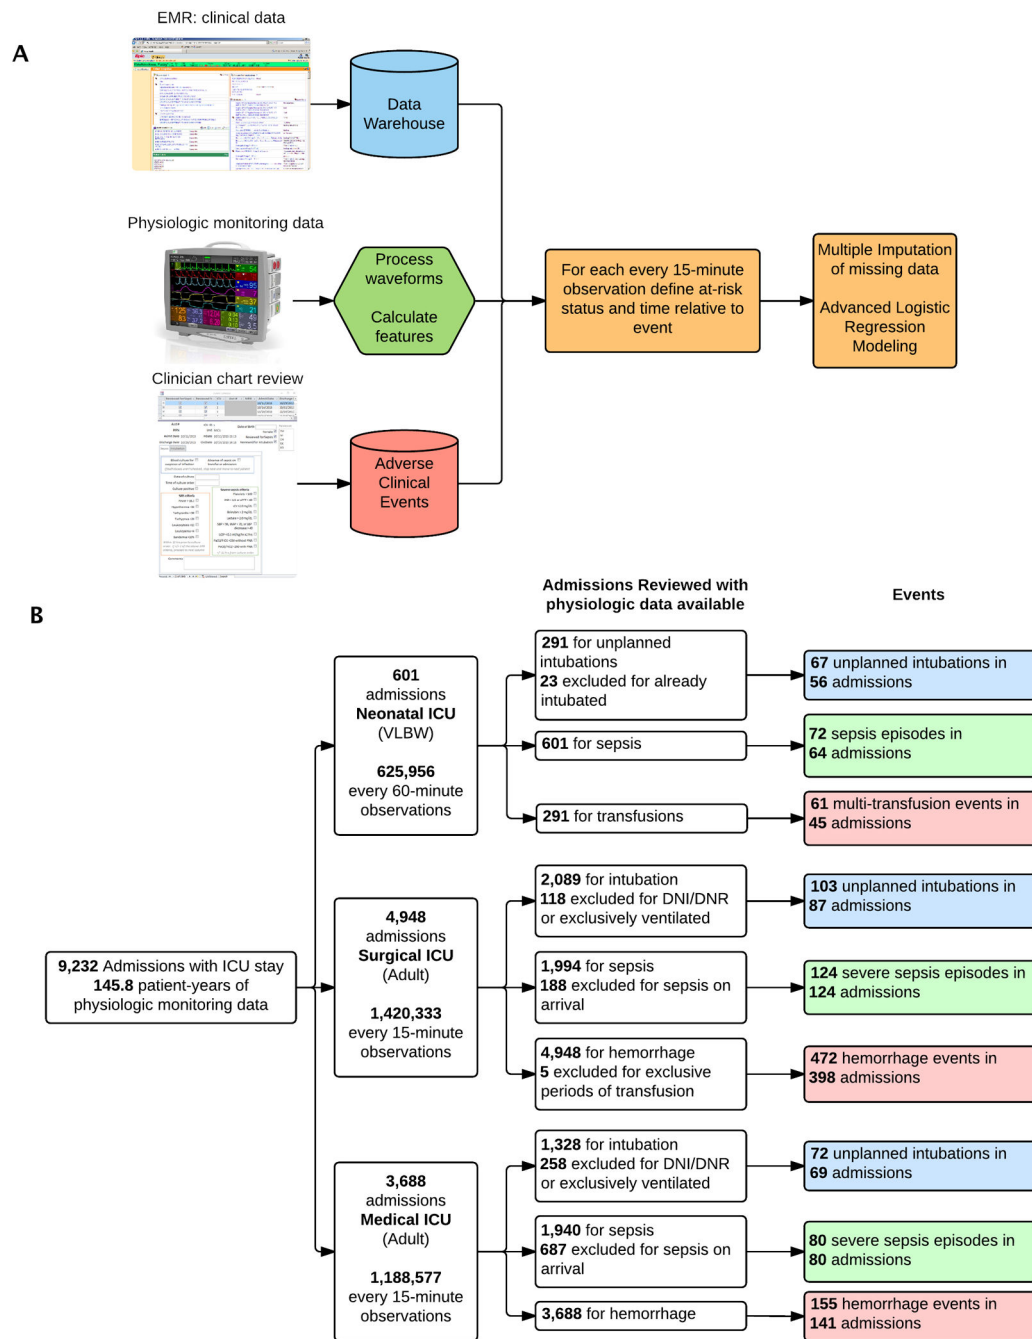 EMR: clinical data
A
Data
Warehouse
Physiologic monitoring data
Process
waveforms
Calculate
features
For each every 15-minute
observation define at-risk
status and time relative to
event
Multiple Imputation
of missing data
Advanced Logistic
Regression
Modeling
Clinician chart review
Adverse
Clinical
Events
B
Admissions Reviewed with
physiologic data available
Events
9,232 Admissions with ICU stay
145.8 patient-years of
physiologic monitoring data
601
admissions
Neonatal ICU
(VLBW)
625,956
every 60-minute
observations
291 for unplanned
intubations
23 excluded for already
intubated
67 unplanned intubations in
56 admissions
601 for sepsis
72 sepsis episodes in
64 admissions
291 for transfusions
61 multi-transfusion events in
45 admissions
4,948
admissions
Surgical ICU
(Adult)
1,420,333
every 15-minute
observations
2,089 for intubation
118 excluded for DNI/DNR
or exclusively ventilated
103 unplanned intubations in
87 admissions
1,994 for sepsis
188 excluded for sepsis on
arrival
124 severe sepsis episodes in
124 admissions
4,948 for hemorrhage
5 excluded for exclusive
periods of transfusion
472 hemorrhage events in
398 admissions
3,688
admissions
Medical ICU
(Adult)
1,188,577
every 15-minute
observations
1,328 for intubation
258 excluded for DNI/DNR
or exclusively ventilated
72 unplanned intubations in
69 admissions
1,940 for sepsis
687 excluded for sepsis on
arrival
80 severe sepsis episodes in
80 admissions
3,688 for hemorrhage
155 hemorrhage events in
141 admissions